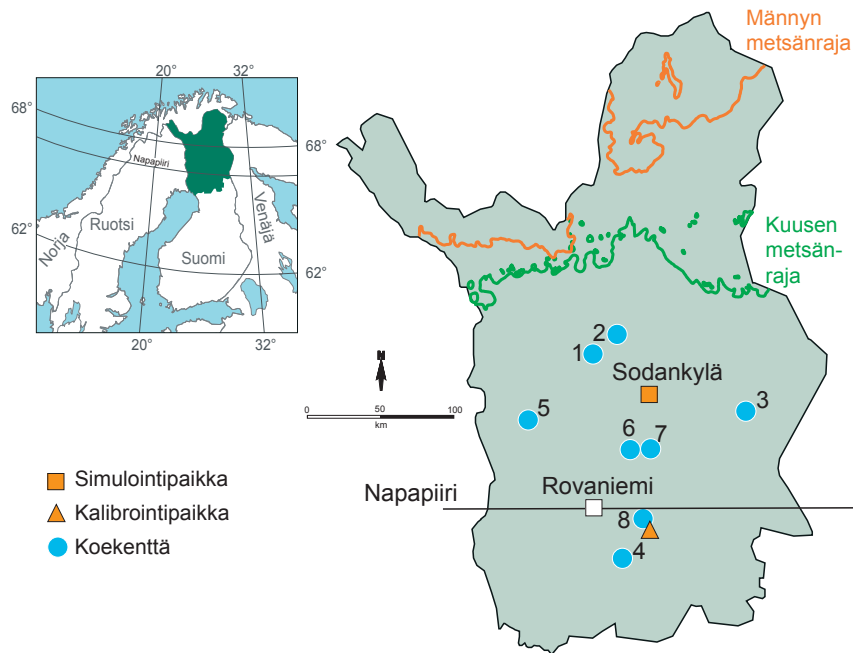 Männyn
metsänraja
20°
32°
68°
68°
Napapiiri
62°
Norja
Ruotsi
Venäjä
Suomi
Kuusen
metsän-
raja
62°
20°
32°
N
0
50
100
km
2
1
Sodankylä
3
5
6
7
Simulointipaikka
Kalibrointipaikka
Koekenttä
Napapiiri
Rovaniemi
8
4